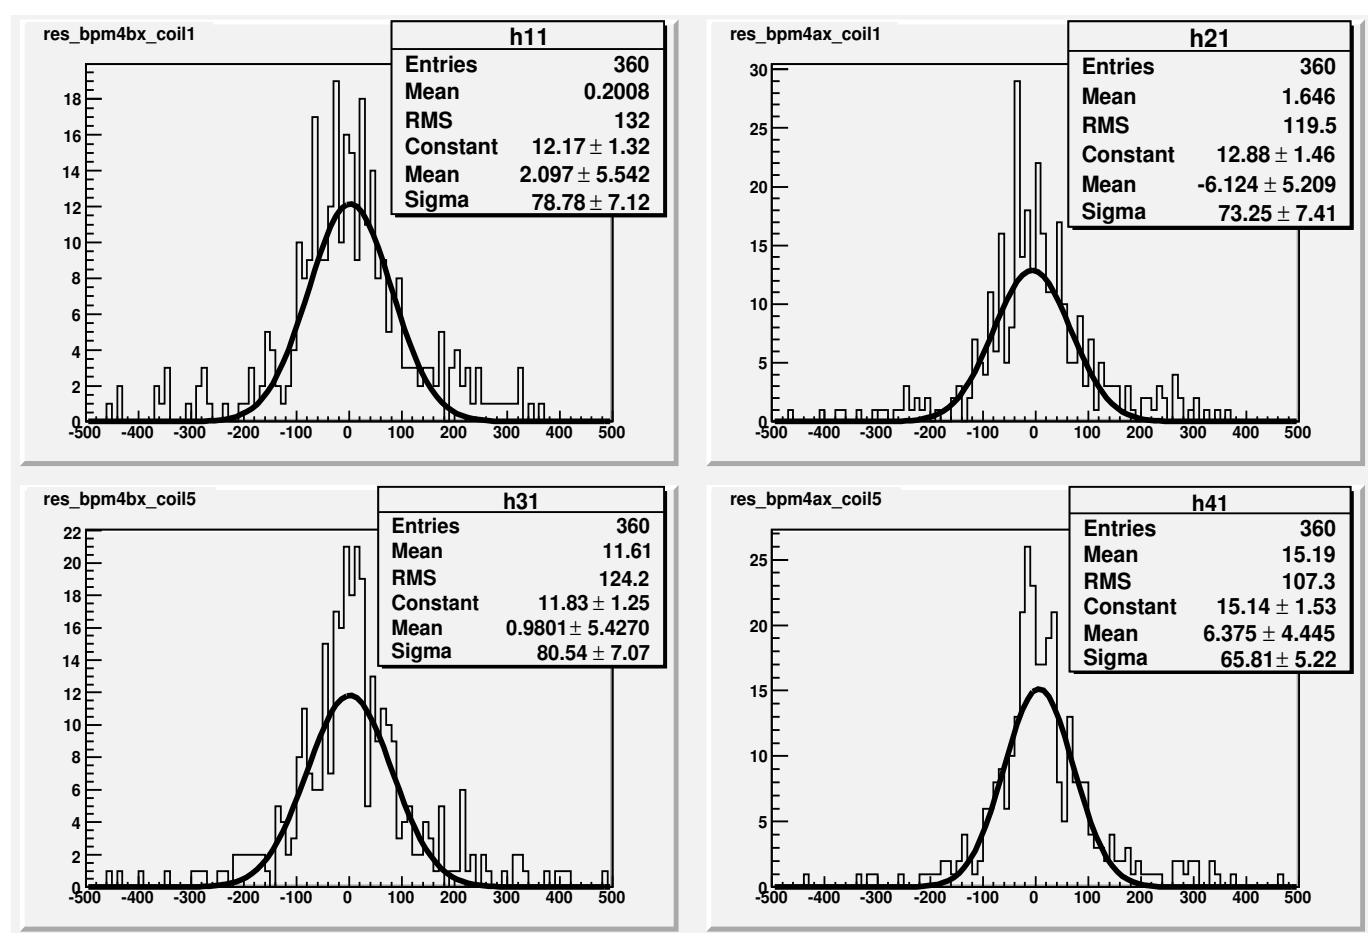 res_bpm4bx_coil1
h11
Entries 360
Mean 0.2008
RMS 132
Constant 12.17 ± 1.32
Mean 2.097 ± 5.542
Sigma 78.78 ± 7.12
18
16
14
12
10
8
6
4
2
0
-500 -400 -300 -200 -100 0 100 200 300 400 500
res_bpm4ax_coil1
h21
Entries 360
Mean 1.646
RMS 119.5
Constant 12.88 ± 1.46
Mean -6.124 ± 5.209
Sigma 73.25 ± 7.41
30
25
20
15
10
5
0
-500 -400 -300 -200 -100 0 100 200 300 400 500
res_bpm4bx_coil5
h31
Entries 360
Mean 11.61
RMS 124.2
Constant 11.83 ± 1.25
Mean 0.9801 ± 5.4270
Sigma 80.54 ± 7.07
22
20
18
16
14
12
10
8
6
4
2
0
-500 -400 -300 -200 -100 0 100 200 300 400 500
res_bpm4ax_coil5
h41
Entries 360
Mean 15.19
RMS 107.3
Constant 15.14 ± 1.53
Mean 6.375 ± 4.445
Sigma 65.81 ± 5.22
25
20
15
10
5
0
-500 -400 -300 -200 -100 0 100 200 300 400 500